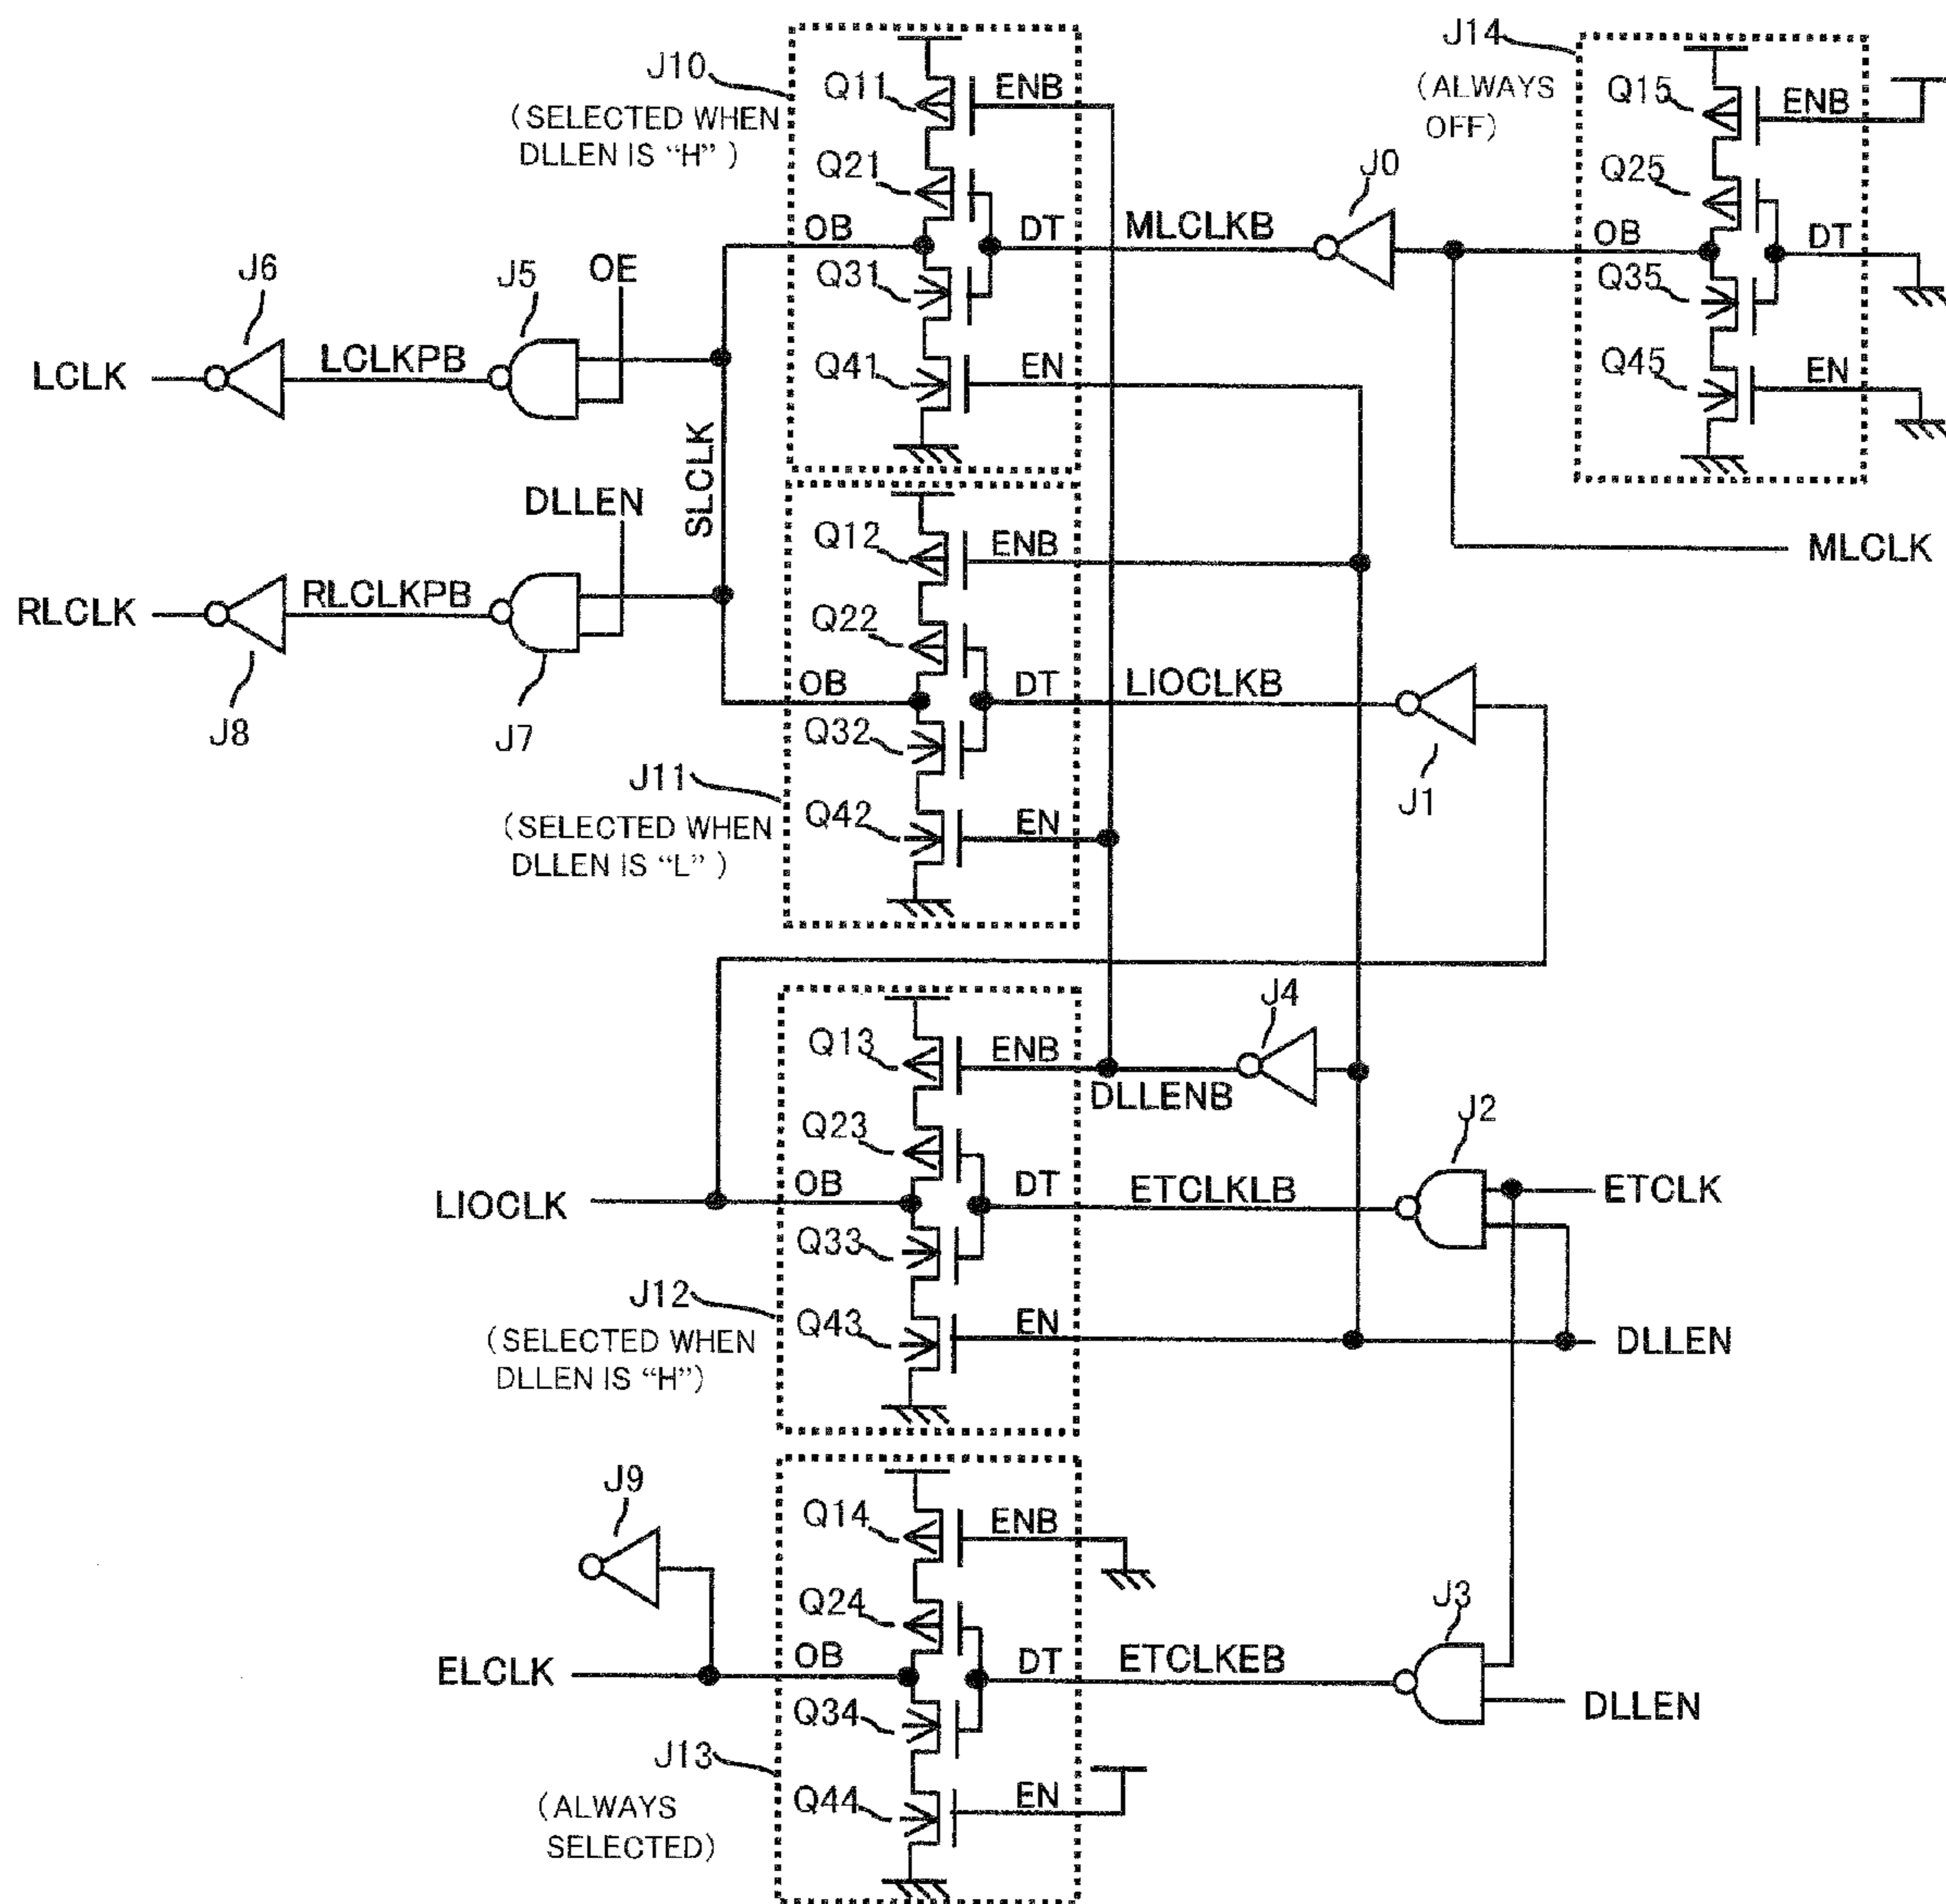 J10
(SELECTED WHEN
DLLEN IS “H” )
Q11
ENB
Q21
OB
DT
MLCLKB
J0
Q31
Q41
EN
J14
(ALWAYS
OFF)
Q15
ENB
Q25
OB
DT
Q35
Q45
EN
MLCLK
J6
J5
OE
LCLK
LCLKPB
SLCLK
DLLEN
RLCLK
RLCLKPB
J8
J7
Q12
ENB
Q22
OB
DT
LIOCLKB
J1
Q32
J11
(SELECTED WHEN
DLLEN IS “L” )
Q42
EN
J4
Q13
ENB
DLLENB
Q23
J2
LIOCLK
OB
DT
ETCLKLB
ETCLK
Q33
J12
(SELECTED WHEN
DLLEN IS “H”)
Q43
EN
DLLEN
J9
Q14
ENB
Q24
J3
ELCLK
OB
DT
ETCLKEB
DLLEN
Q34
J13
(ALWAYS
SELECTED)
Q44
EN